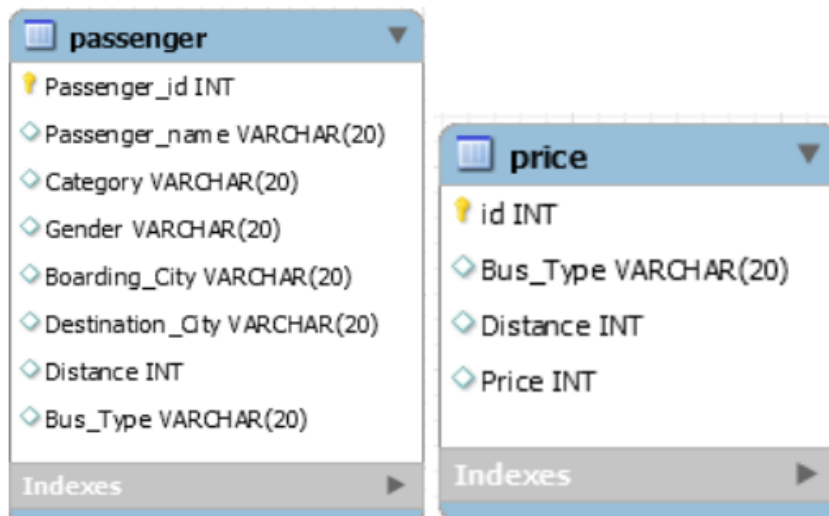 passenger
Passenger_id INT
Passenger_name VARCHAR(20)
Category VARCHAR(20)
Gender VARCHAR(20)
Boarding_City VARCHAR(20)
Destination_City VARCHAR(20)
Distance INT
Bus_Type VARCHAR(20)
Indexes
price
id INT
Bus_Type VARCHAR(20)
Distance INT
Price INT
Indexes